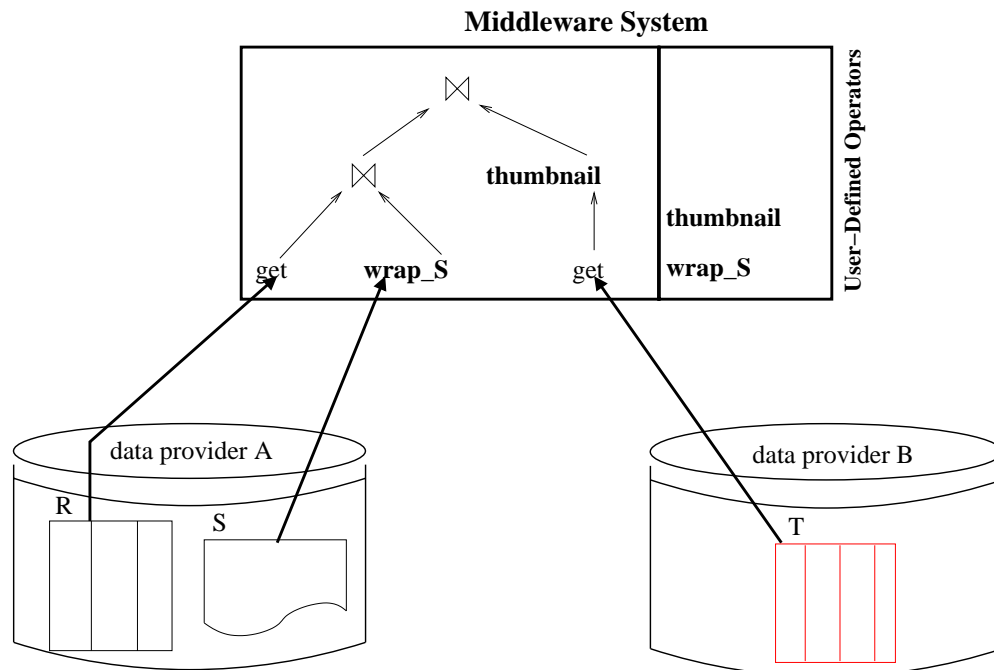 Middleware System
User–Defined Operators
thumbnail
thumbnail
get
wrap_S
get
wrap_S
data provider A
data provider B
R
S
T